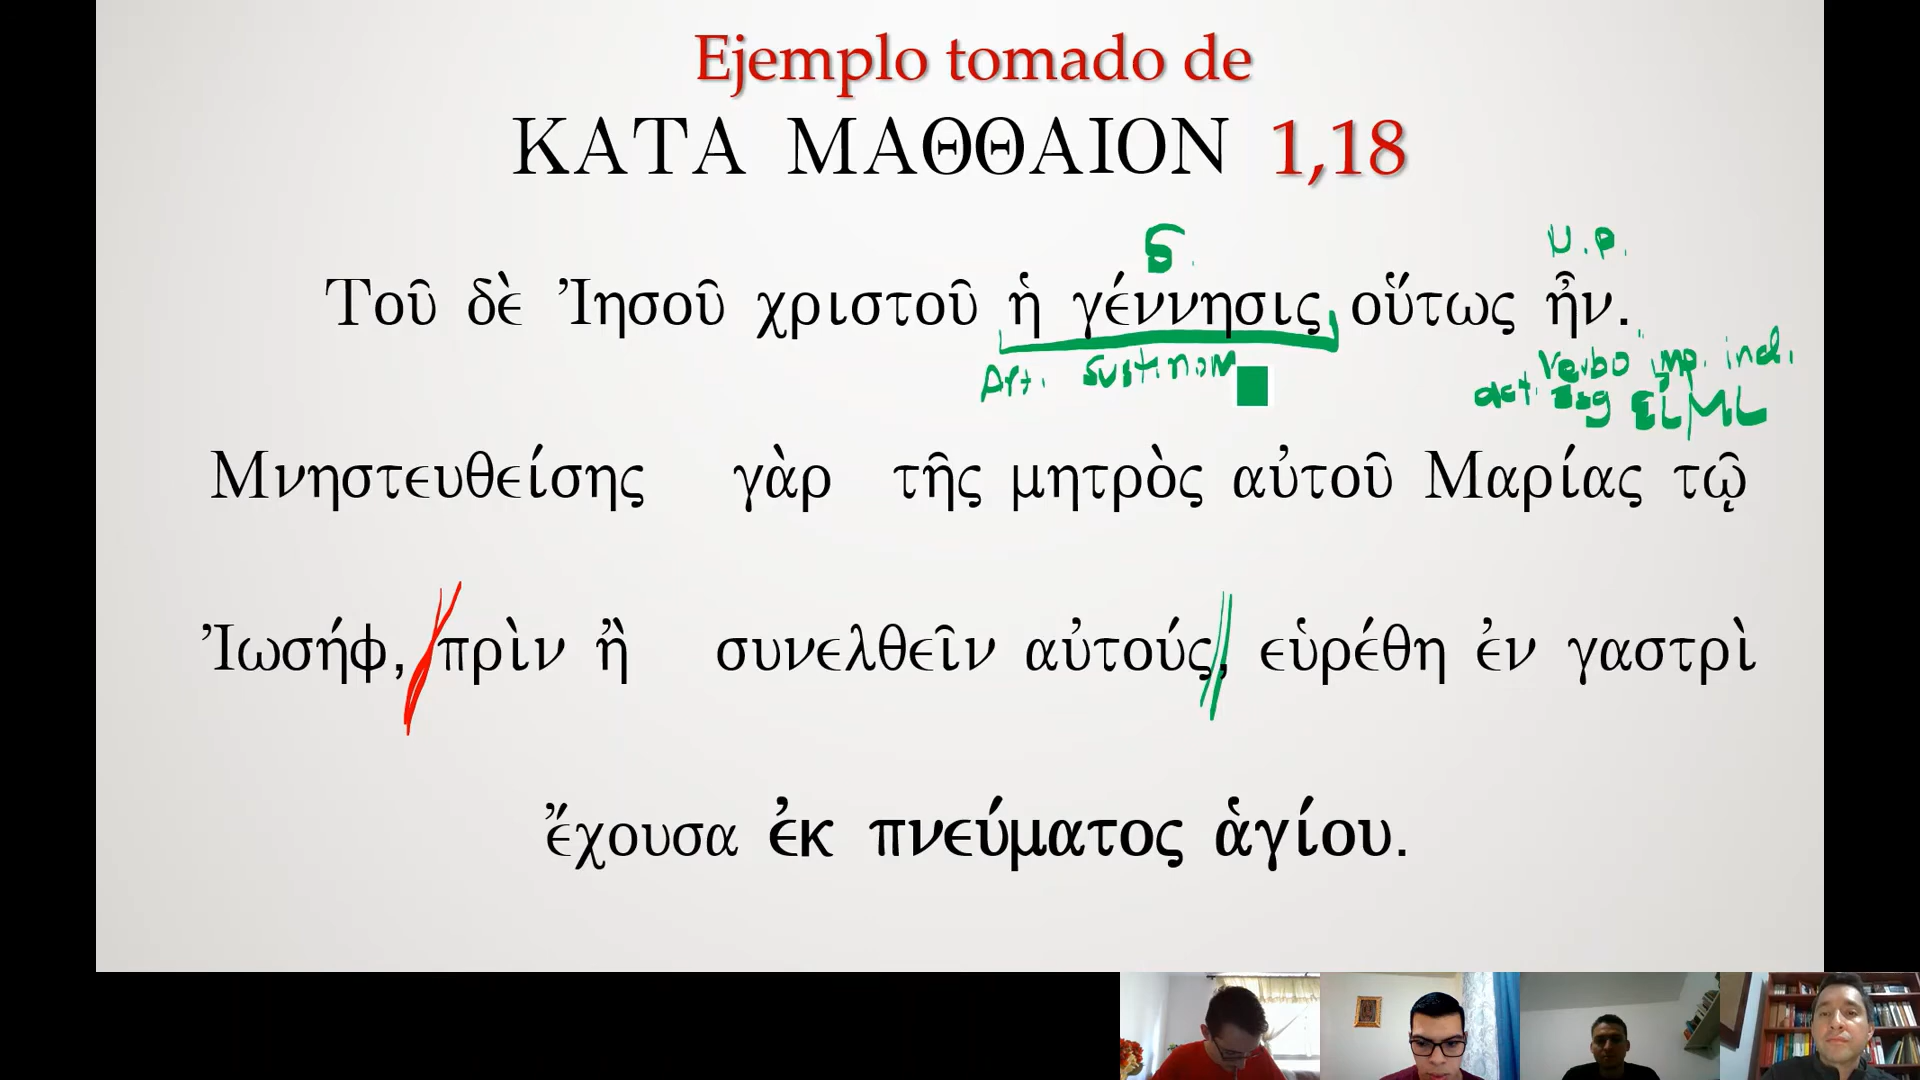 Ejemplo tomado de
ΚΑΤΑ ΜΑΘΘΑΙΟΝ 1,18
S.
N.P.
Τοῦ δὲ Ἰησοῦ χριστοῦ ἡ γέννησις οὕτως ἦν.
Art. Sust. nom
Verbo imp. ind.
act. 3sg εἰμί
Μνηστευθείσης γὰρ τῆς μητρὸς αὐτοῦ Μαρίας τῷ
Ἰωσήφ, πρὶν ἢ συνελθεῖν αὐτούς, εὑρέθη ἐν γαστρὶ
ἔχουσα ἐκ πνεύματος ἁγίου.